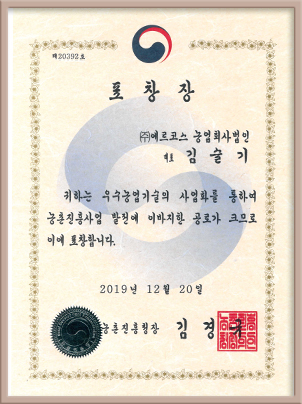 제20392호
표 창 장
㈜에르코스 농업회사법인
대표 김 슬 기
귀하는 우수농업기술의 사업화를 통하여
농촌진흥사업 발전에 이바지한 공로가 크므로
이에 표창합니다.
2019년 12월 20일
농촌진흥청장 김 경 규